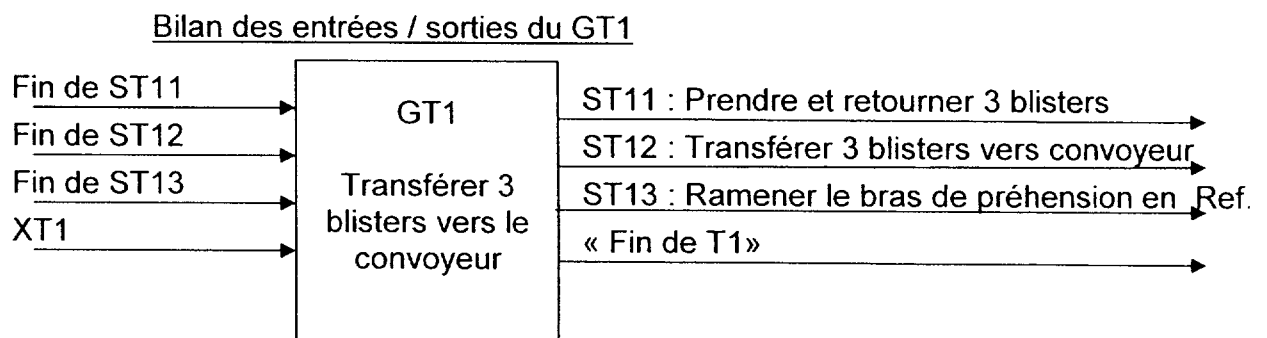 Bilan des entrées / sorties du GT1
Fin de ST11
Fin de ST12
Fin de ST13
XT1
GT1
Transférer 3
blisters vers le
convoyeur
ST11 : Prendre et retourner 3 blisters
ST12 : Transférer 3 blisters vers convoyeur
ST13 : Ramener le bras de préhension en Ref.
« Fin de T1»